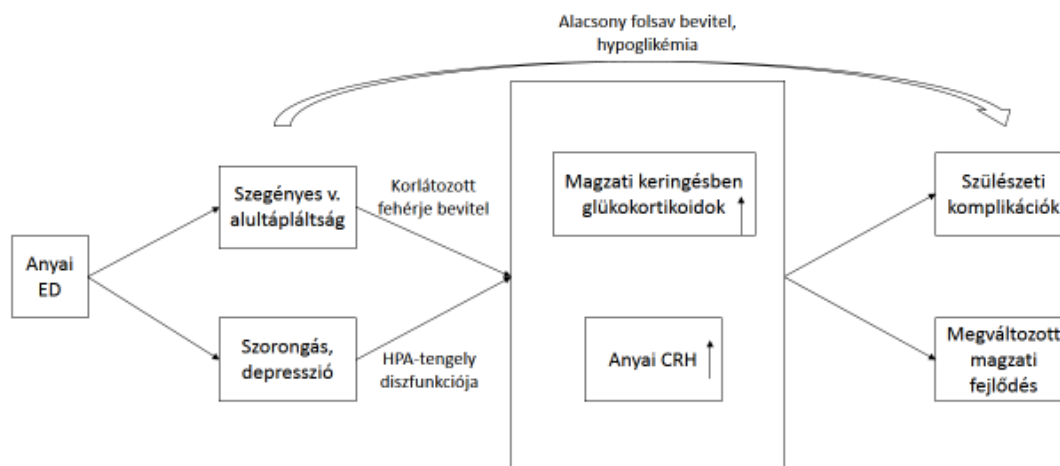 Alacsony folsav bevitel,
hypoglikémia
Anyai
ED
Szegényes v.
alultápláltság
Szorongás,
depresszió
Korlátozott
fehérje bevitel
HPA-tengely
diszfunkciója
Magzati keringésben
glükokortikoidok
Anyai CRH
Szülészeti
komplikációk
Megváltozott
magzati
fejlődés